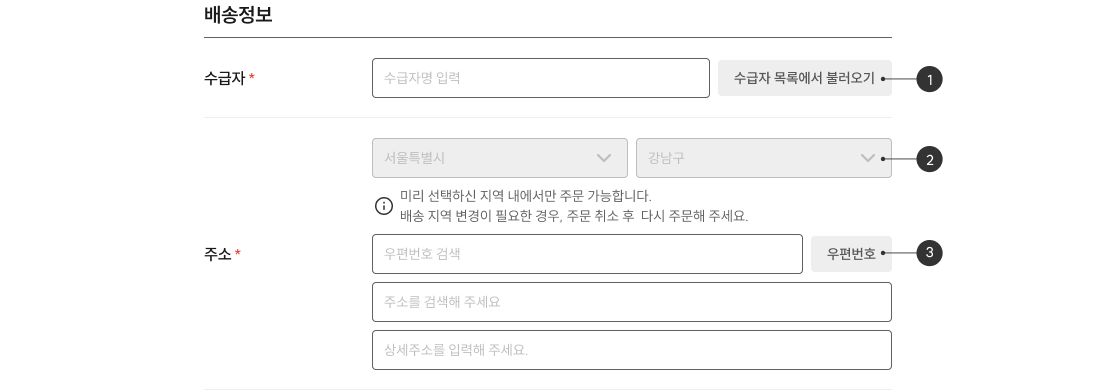 배송정보
수급자 *
수급자명 입력
수급자 목록에서 불러오기
1
서울특별시
강남구
2
미리 선택하신 지역 내에서만 주문 가능합니다.
배송 지역 변경이 필요한 경우, 주문 취소 후 다시 주문해 주세요.
주소 *
우편번호 검색
우편번호
3
주소를 검색해 주세요
상세주소를 입력해 주세요.